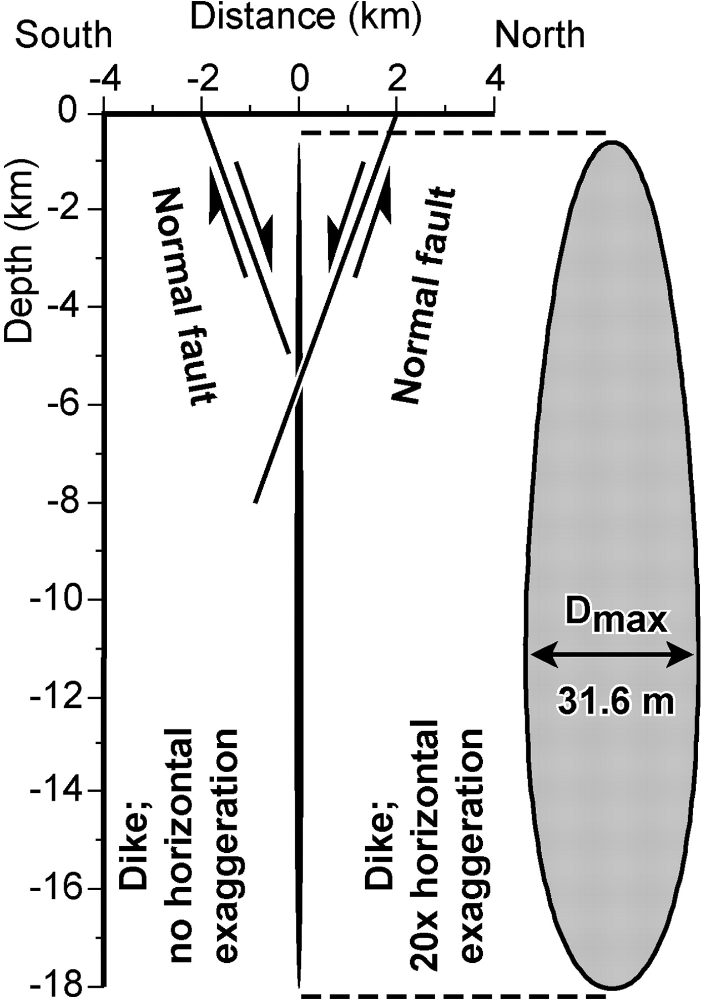 Distance (km)
South
North
-4
-2
0
2
4
0
-2
-4
-6
-8
-10
-12
-14
-16
-18
Depth (km)
Normal fault
Normal fault
Dmax
31.6 m
Dike;
no horizontal
exaggeration
Dike;
20x horizontal
exaggeration